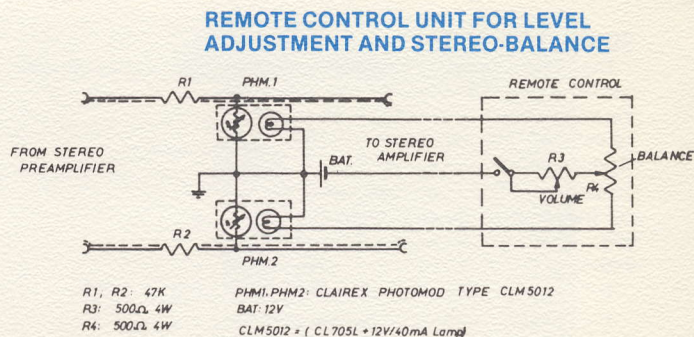 REMOTE CONTROL UNIT FOR LEVEL
ADJUSTMENT AND STEREO-BALANCE
R1
PHM.1
REMOTE CONTROL
FROM STEREO
PREAMPLIFIER
TO STEREO
AMPLIFIER
BAT.
R3
BALANCE
R4
VOLUME
R2
PHM.2
R1, R2: 47K
R3: 500Ω 4W
R4: 500Ω 4W
PHM1, PHM2: CLAIREX PHOTOMOD TYPE CLM5012
BAT: 12V
CLM5012 = ( CL705L + 12V/40mA Lamp)